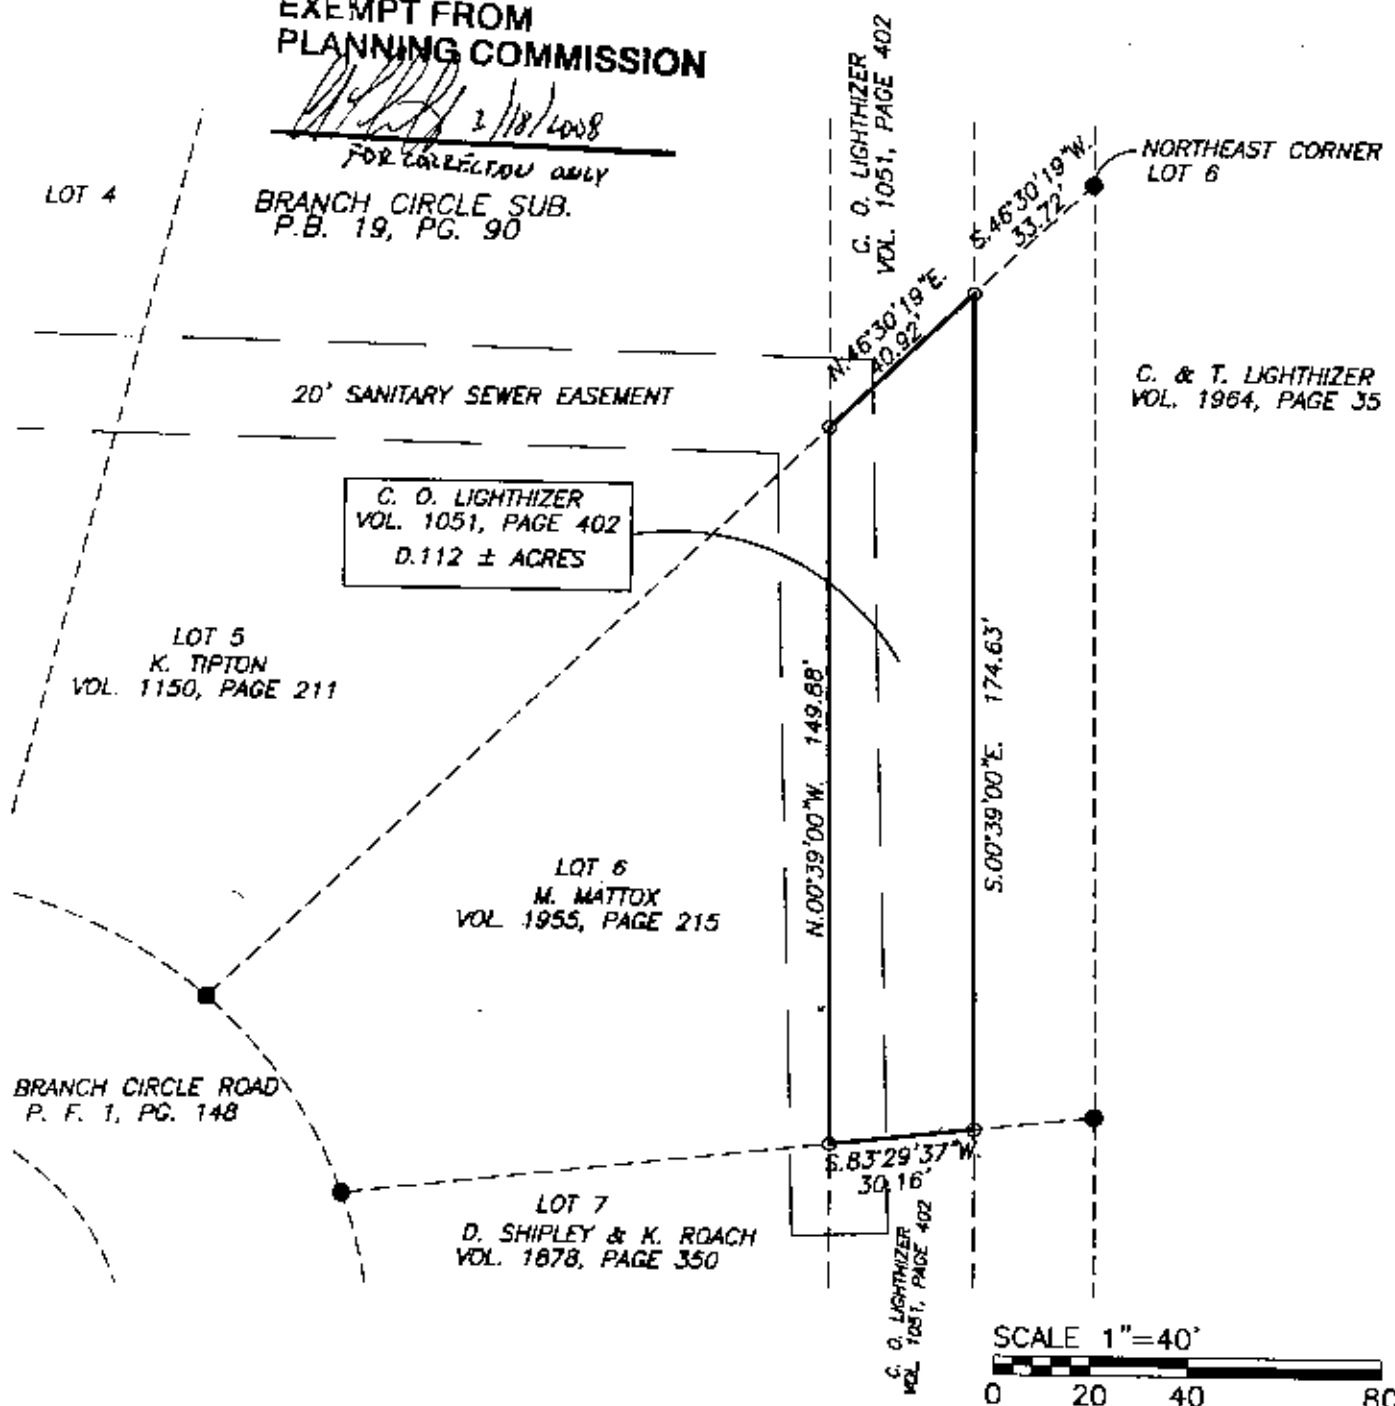 EXEMPT FROM
PLANNING COMMISSION
3/18/2008
FOR CORRECTION ONLY
BRANCH CIRCLE SUB.
P.B. 19, PG. 90
LOT 4
C. O. LIGHTHIZER
VOL. 1051, PAGE 402
S.46°30'19"W.
33.72'
NORTHEAST CORNER
LOT 6
N.46°30'19"E.
40.92'
20' SANITARY SEWER EASEMENT
C. & T. LIGHTHIZER
VOL. 1964, PAGE 35
C. O. LIGHTHIZER
VOL. 1051, PAGE 402
0.112 ± ACRES
LOT 5
K. TIPTON
VOL. 1150, PAGE 211
N.00°39'00"W. 149.88'
S.00°39'00"E. 174.63'
LOT 6
M. MATTOX
VOL. 1955, PAGE 215
BRANCH CIRCLE ROAD
P. F. 1, PG. 148
S.83°29'37"W.
30.16'
LOT 7
D. SHIPLEY & K. ROACH
VOL. 1878, PAGE 350
C. O. LIGHTHIZER
VOL. 1051, PAGE 402
SCALE 1"=40'
0 20 40 80